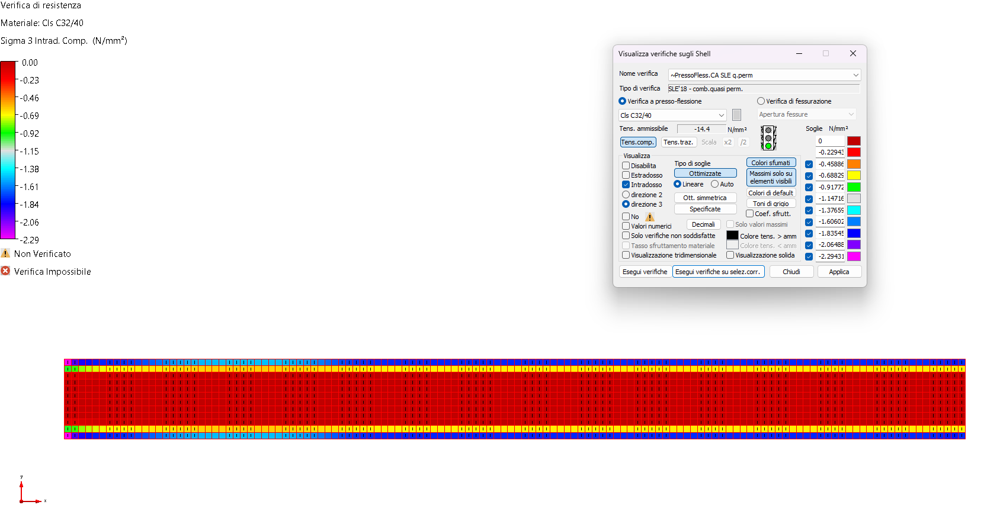 Verifica di resistenza
Materiale: Cls C32/40
Sigma 3 Intrad. Comp. (N/mm²)
0.00
-0.23
-0.46
-0.69
-0.92
-1.15
-1.38
-1.61
-1.84
-2.06
-2.29
Non Verificato
Verifica Impossibile
Visualizza verifiche sugli Shell
Nome verifica ~PressoFless.CA SLE q.perm
Tipo di verifica SLE'18 - comb.quasi perm.
Verifica a presso-flessione Verifica di fessurazione
Cls C32/40 Apertura fessure
Tens. ammissibile -14.4 N/mm² Soglie N/mm²
Tens.comp. Tens.traz. Scala x2 /2
Visualizza
Disabilita
Estradosso
Intradosso
direzione 2
direzione 3
No
Valori numerici
Solo verifiche non soddisfatte
Tasso sfruttamento materiale
Visualizzazione tridimensionale
Tipo di soglie
Ottimizzate
Lineare Auto
Ott. simmetrica
Specificate
Decimali
Colori sfumati
Massimi solo su
elementi visibili
Colori di default
Toni di grigio
Coef. sfrutt.
Solo valori massimi
Colore tens. > amm
Colore tens. < amm
Visualizzazione solida
0
-0.22943
-0.45886
-0.68829
-0.91772
-1.14716
-1.37659
-1.60602
-1.83545
-2.06488
-2.29431
Esegui verifiche Esegui verifiche su selez.corr. Chiudi Applica
y
x